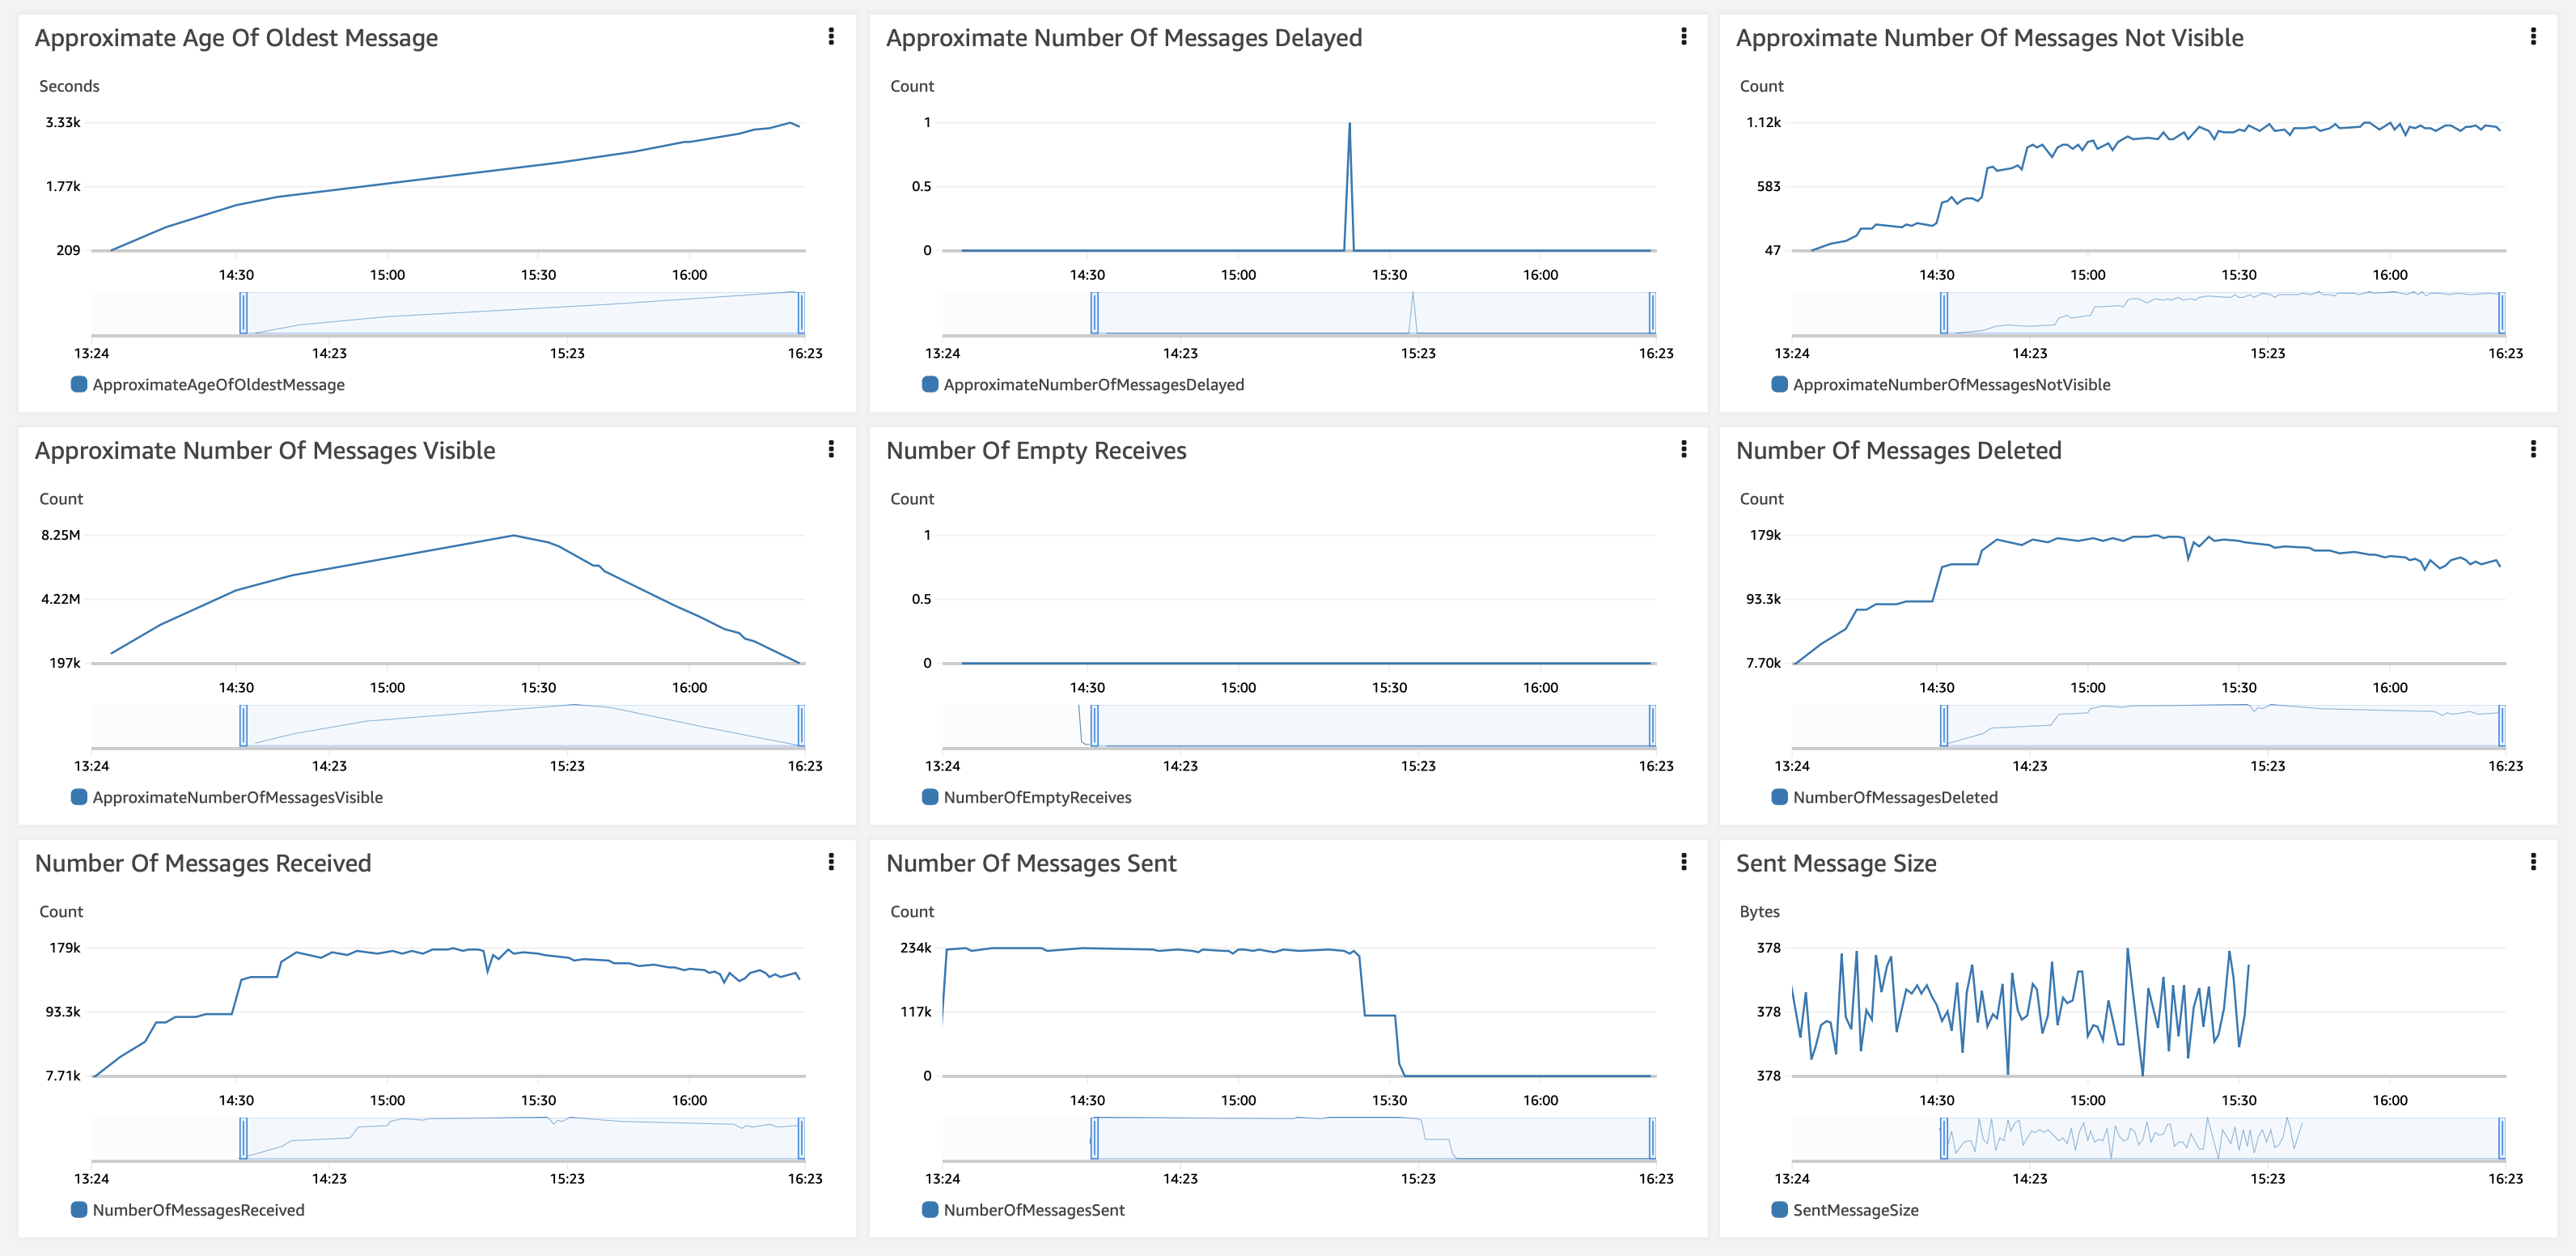 Approximate Age Of Oldest Message
Seconds
3.33k
1.77k
209
14:30 15:00 15:30 16:00
13:24 14:23 15:23 16:23
ApproximateAgeOfOldestMessage
Approximate Number Of Messages Delayed
Count
1
0.5
0
14:30 15:00 15:30 16:00
13:24 14:23 15:23 16:23
ApproximateNumberOfMessagesDelayed
Approximate Number Of Messages Not Visible
Count
1.12k
583
47
14:30 15:00 15:30 16:00
13:24 14:23 15:23 16:23
ApproximateNumberOfMessagesNotVisible
Approximate Number Of Messages Visible
Count
8.25M
4.22M
197k
14:30 15:00 15:30 16:00
13:24 14:23 15:23 16:23
ApproximateNumberOfMessagesVisible
Number Of Empty Receives
Count
1
0.5
0
14:30 15:00 15:30 16:00
13:24 14:23 15:23 16:23
NumberOfEmptyReceives
Number Of Messages Deleted
Count
179k
93.3k
7.70k
14:30 15:00 15:30 16:00
13:24 14:23 15:23 16:23
NumberOfMessagesDeleted
Number Of Messages Received
Count
179k
93.3k
7.71k
14:30 15:00 15:30 16:00
13:24 14:23 15:23 16:23
NumberOfMessagesReceived
Number Of Messages Sent
Count
234k
117k
0
14:30 15:00 15:30 16:00
13:24 14:23 15:23 16:23
NumberOfMessagesSent
Sent Message Size
Bytes
378
378
378
14:30 15:00 15:30 16:00
13:24 14:23 15:23 16:23
SentMessageSize